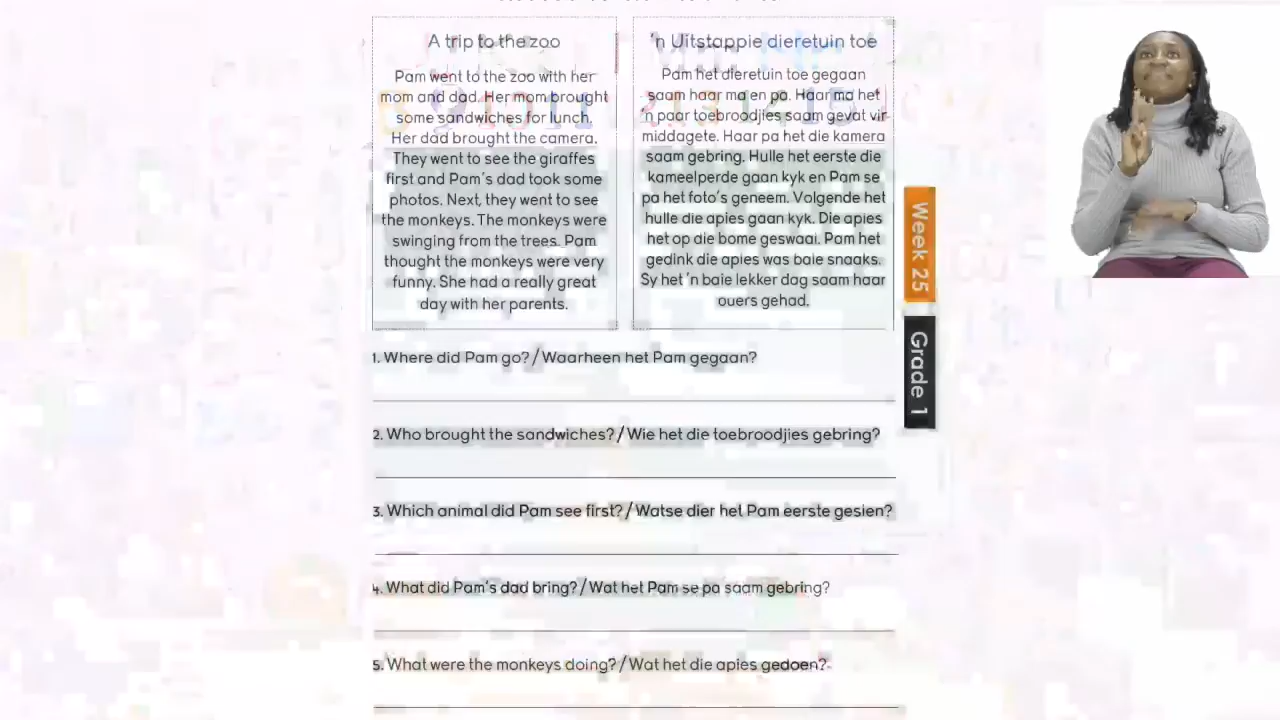 A trip to the zoo
Pam went to the zoo with her
mom and dad. Her mom brought
some sandwiches for lunch.
Her dad brought the camera.
They went to see the giraffes
first and Pam's dad took some
photos. Next, they went to see
the monkeys. The monkeys were
swinging from the trees. Pam
thought the monkeys were very
funny. She had a really great
day with her parents.
'n Uitstappie dieretuin toe
Pam het dieretuin toe gegaan
saam haar ma en pa. Haar ma het
'n paar toebroodjies saam gevat vir
middagete. Haar pa het die kamera
saam gebring. Hulle het eerste die
kameelperde gaan kyk en Pam se
pa het foto's geneem. Volgende het
hulle die apies gaan kyk. Die apies
het op die bome geswaai. Pam het
gedink die apies was baie snaaks.
Sy het 'n baie lekker dag saam haar
ouers gehad.
Week 25
Grade 1
1. Where did Pam go? / Waarheen het Pam gegaan?
2. Who brought the sandwiches? / Wie het die toebroodjies gebring?
3. Which animal did Pam see first? / Watse dier het Pam eerste gesien?
4. What did Pam's dad bring? / Wat het Pam se pa saam gebring?
5. What were the monkeys doing? / Wat het die apies gedoen?